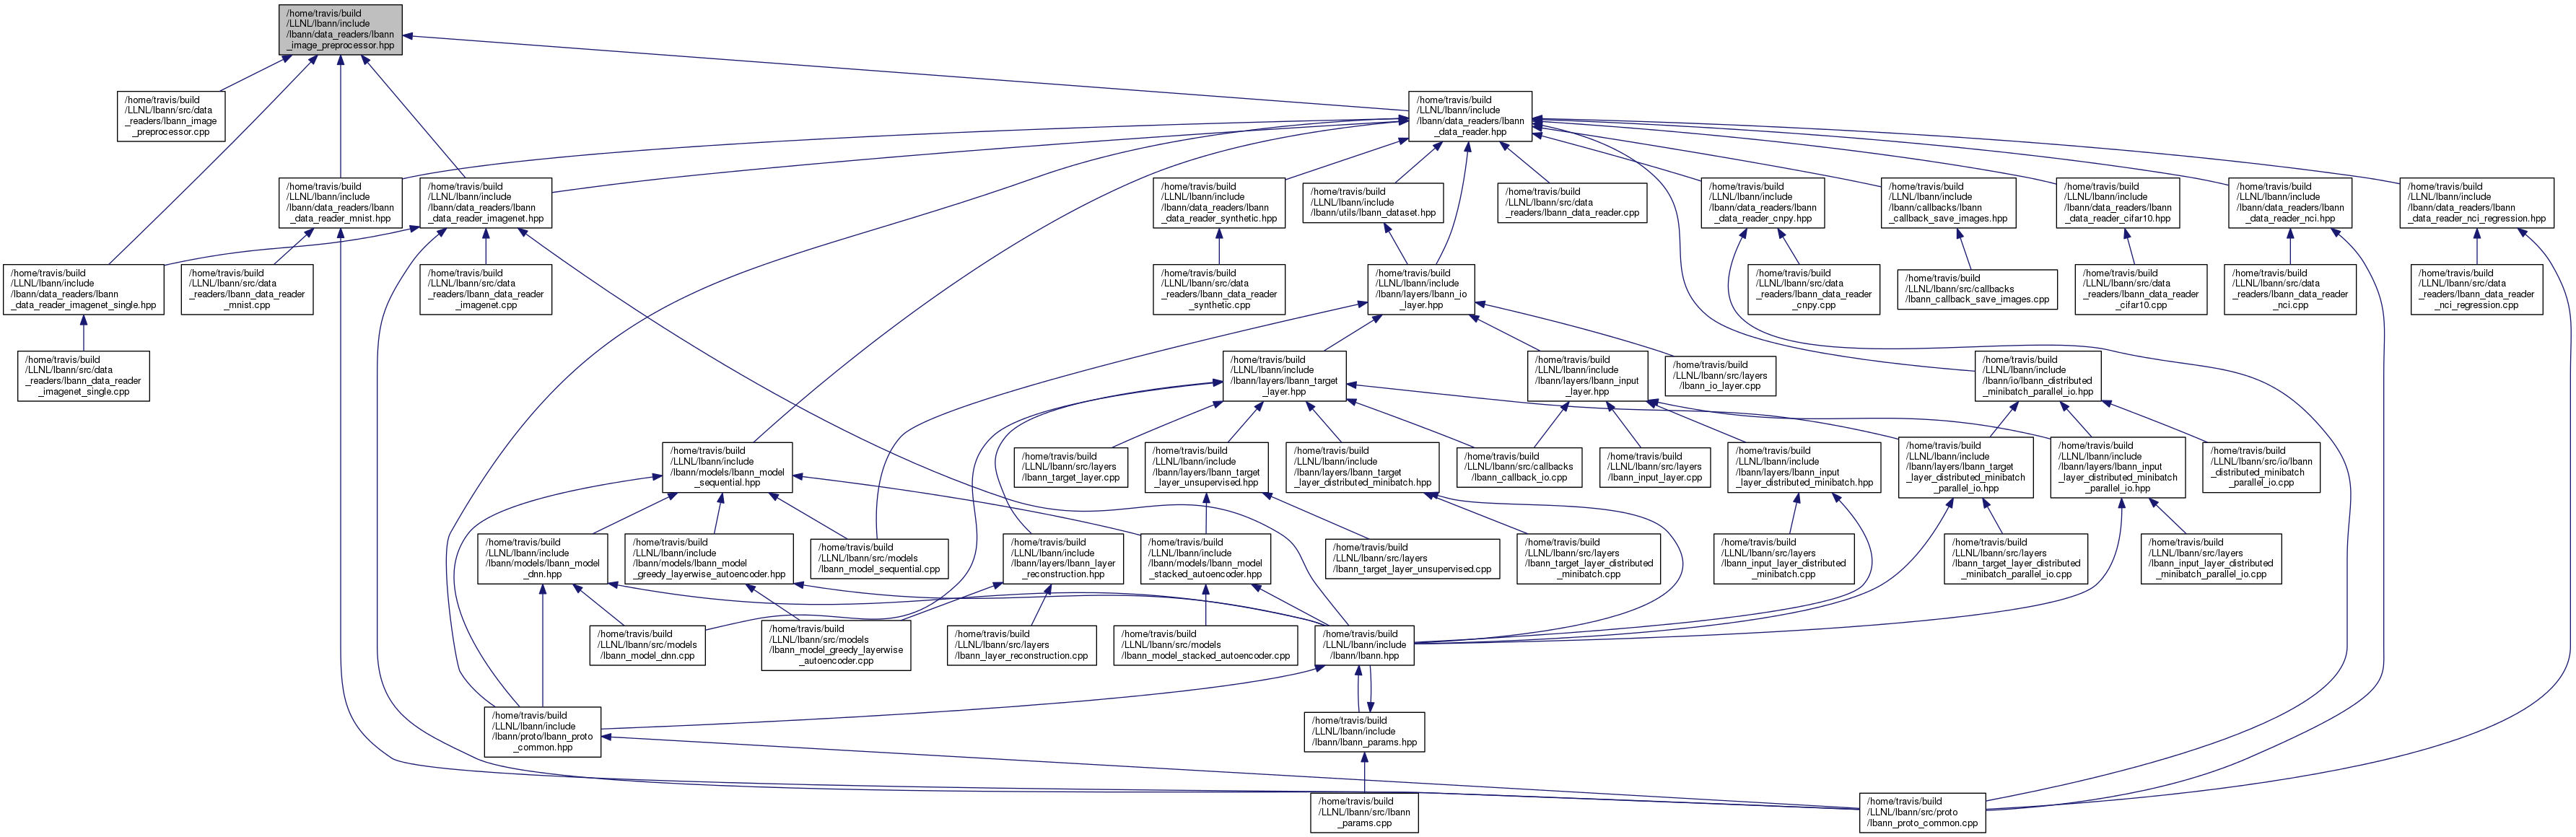 /home/travis/build
/LLNL/lbann/include
/lbann/data_readers/lbann
_image_preprocessor.hpp
/home/travis/build
/LLNL/lbann/src/data
_readers/lbann_image
_preprocessor.cpp
/home/travis/build
/LLNL/lbann/include
/lbann/data_readers/lbann
_data_reader.hpp
/home/travis/build
/LLNL/lbann/include
/lbann/data_readers/lbann
_data_reader_mnist.hpp
/home/travis/build
/LLNL/lbann/include
/lbann/data_readers/lbann
_data_reader_imagenet.hpp
/home/travis/build
/LLNL/lbann/include
/lbann/data_readers/lbann
_data_reader_synthetic.hpp
/home/travis/build
/LLNL/lbann/include
/lbann/utils/lbann_dataset.hpp
/home/travis/build
/LLNL/lbann/src/data
_readers/lbann_data_reader.cpp
/home/travis/build
/LLNL/lbann/include
/lbann/data_readers/lbann
_data_reader_cnpy.hpp
/home/travis/build
/LLNL/lbann/include
/lbann/callbacks/lbann
_callback_save_images.hpp
/home/travis/build
/LLNL/lbann/include
/lbann/data_readers/lbann
_data_reader_cifar10.hpp
/home/travis/build
/LLNL/lbann/include
/lbann/data_readers/lbann
_data_reader_nci.hpp
/home/travis/build
/LLNL/lbann/include
/lbann/data_readers/lbann
_data_reader_nci_regression.hpp
/home/travis/build
/LLNL/lbann/include
/lbann/data_readers/lbann
_data_reader_imagenet_single.hpp
/home/travis/build
/LLNL/lbann/src/data
_readers/lbann_data_reader
_mnist.cpp
/home/travis/build
/LLNL/lbann/src/data
_readers/lbann_data_reader
_imagenet.cpp
/home/travis/build
/LLNL/lbann/src/data
_readers/lbann_data_reader
_synthetic.cpp
/home/travis/build
/LLNL/lbann/include
/lbann/layers/lbann_io
_layer.hpp
/home/travis/build
/LLNL/lbann/src/data
_readers/lbann_data_reader
_cnpy.cpp
/home/travis/build
/LLNL/lbann/src/callbacks
/lbann_callback_save_images.cpp
/home/travis/build
/LLNL/lbann/src/data
_readers/lbann_data_reader
_cifar10.cpp
/home/travis/build
/LLNL/lbann/src/data
_readers/lbann_data_reader
_nci.cpp
/home/travis/build
/LLNL/lbann/src/data
_readers/lbann_data_reader
_nci_regression.cpp
/home/travis/build
/LLNL/lbann/src/data
_readers/lbann_data_reader
_imagenet_single.cpp
/home/travis/build
/LLNL/lbann/include
/lbann/layers/lbann_target
_layer.hpp
/home/travis/build
/LLNL/lbann/include
/lbann/layers/lbann_input
_layer.hpp
/home/travis/build
/LLNL/lbann/src/layers
/lbann_io_layer.cpp
/home/travis/build
/LLNL/lbann/include
/lbann/io/lbann_distributed
_minibatch_parallel_io.hpp
/home/travis/build
/LLNL/lbann/include
/lbann/models/lbann_model
_sequential.hpp
/home/travis/build
/LLNL/lbann/src/layers
/lbann_target_layer.cpp
/home/travis/build
/LLNL/lbann/include
/lbann/layers/lbann_target
_layer_unsupervised.hpp
/home/travis/build
/LLNL/lbann/include
/lbann/layers/lbann_target
_layer_distributed_minibatch.hpp
/home/travis/build
/LLNL/lbann/src/callbacks
/lbann_callback_io.cpp
/home/travis/build
/LLNL/lbann/src/layers
/lbann_input_layer.cpp
/home/travis/build
/LLNL/lbann/include
/lbann/layers/lbann_input
_layer_distributed_minibatch.hpp
/home/travis/build
/LLNL/lbann/include
/lbann/layers/lbann_target
_layer_distributed_minibatch
_parallel_io.hpp
/home/travis/build
/LLNL/lbann/include
/lbann/layers/lbann_input
_layer_distributed_minibatch
_parallel_io.hpp
/home/travis/build
/LLNL/lbann/src/io/lbann
_distributed_minibatch
_parallel_io.cpp
/home/travis/build
/LLNL/lbann/include
/lbann/models/lbann_model
_dnn.hpp
/home/travis/build
/LLNL/lbann/include
/lbann/models/lbann_model
_greedy_layerwise_autoencoder.hpp
/home/travis/build
/LLNL/lbann/src/models
/lbann_model_sequential.cpp
/home/travis/build
/LLNL/lbann/include
/lbann/layers/lbann_layer
_reconstruction.hpp
/home/travis/build
/LLNL/lbann/include
/lbann/models/lbann_model
_stacked_autoencoder.hpp
/home/travis/build
/LLNL/lbann/src/layers
/lbann_target_layer_unsupervised.cpp
/home/travis/build
/LLNL/lbann/src/layers
/lbann_target_layer_distributed
_minibatch.cpp
/home/travis/build
/LLNL/lbann/src/layers
/lbann_input_layer_distributed
_minibatch.cpp
/home/travis/build
/LLNL/lbann/src/layers
/lbann_target_layer_distributed
_minibatch_parallel_io.cpp
/home/travis/build
/LLNL/lbann/src/layers
/lbann_input_layer_distributed
_minibatch_parallel_io.cpp
/home/travis/build
/LLNL/lbann/src/models
/lbann_model_dnn.cpp
/home/travis/build
/LLNL/lbann/src/models
/lbann_model_greedy_layerwise
_autoencoder.cpp
/home/travis/build
/LLNL/lbann/src/layers
/lbann_layer_reconstruction.cpp
/home/travis/build
/LLNL/lbann/src/models
/lbann_model_stacked_autoencoder.cpp
/home/travis/build
/LLNL/lbann/include
/lbann/lbann.hpp
/home/travis/build
/LLNL/lbann/include
/lbann/proto/lbann_proto
_common.hpp
/home/travis/build
/LLNL/lbann/include
/lbann/lbann_params.hpp
/home/travis/build
/LLNL/lbann/src/lbann
_params.cpp
/home/travis/build
/LLNL/lbann/src/proto
/lbann_proto_common.cpp